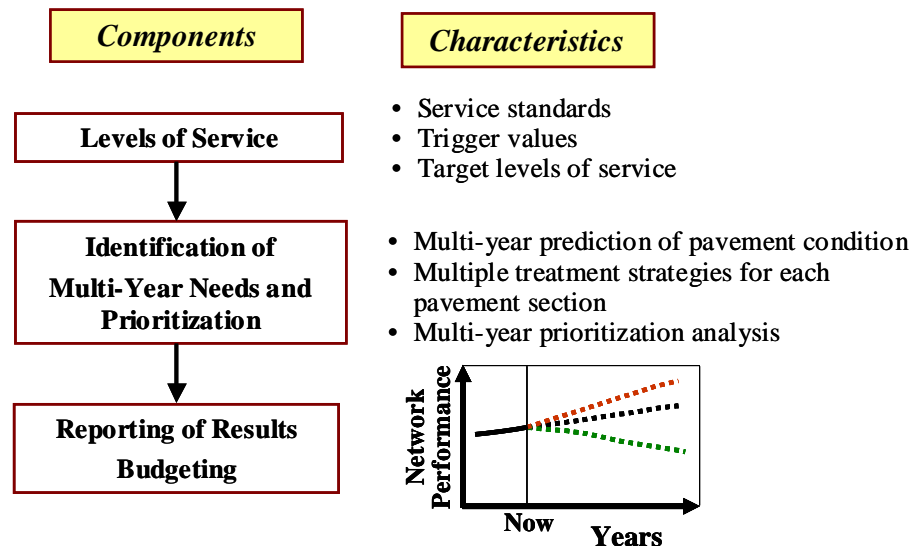 Components
Characteristics
Levels of Service
• Service standards
• Trigger values
• Target levels of service
Identification of
Multi-Year Needs and
Prioritization
• Multi-year prediction of pavement condition
• Multiple treatment strategies for each
pavement section
• Multi-year prioritization analysis
Reporting of Results
Budgeting
Network
Performance
Now
Years